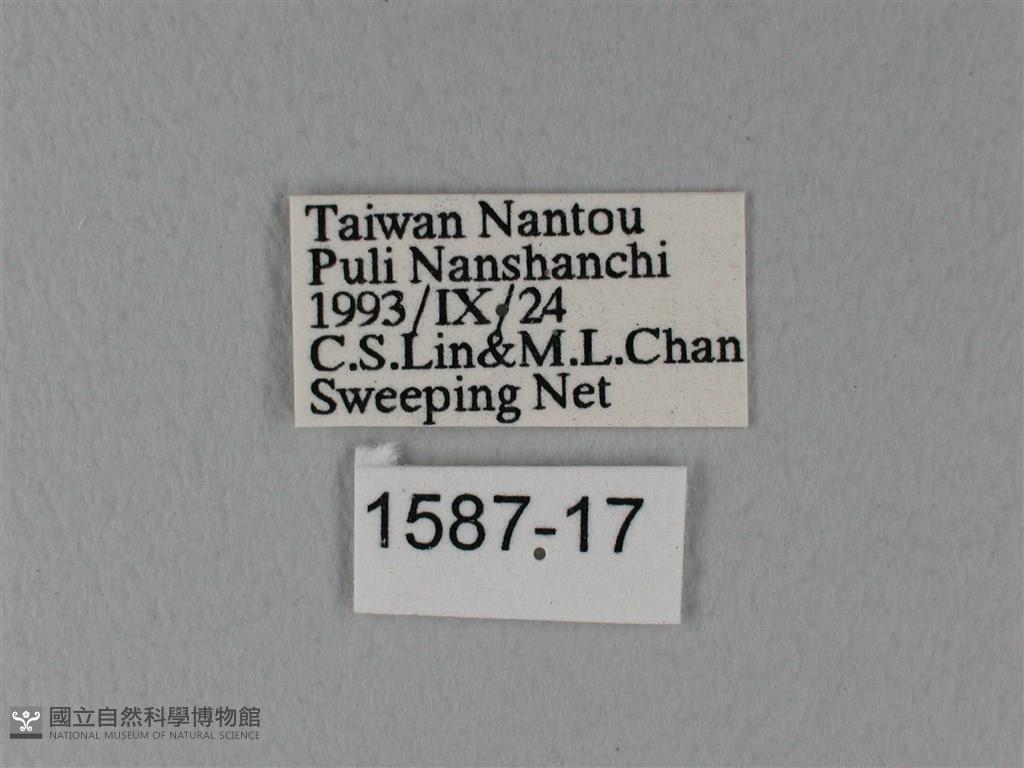 Taiwan Nantou
Puli Nanshanchi
1993/IX/24
C.S.Lin&M.L.Chan
Sweeping Net
1587-17
國立自然科學博物館
NATIONAL MUSEUM OF NATURAL SCIENCE